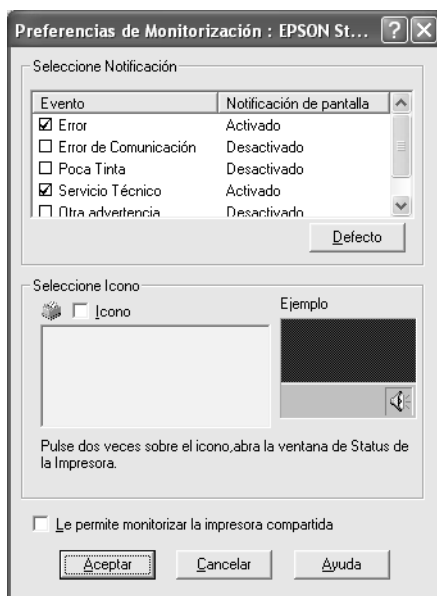 Preferencias de Monitorización : EPSON St...
Seleccione Notificación
Evento Notificación de pantalla
Error Activado
Error de Comunicación Desactivado
Poca Tinta Desactivado
Servicio Técnico Activado
Otra advertencia Desactivado
Defecto
Seleccione Icono
Icono Ejemplo
Pulse dos veces sobre el icono,abra la ventana de Status de
la Impresora.
Le permite monitorizar la impresora compartida
Aceptar Cancelar Ayuda